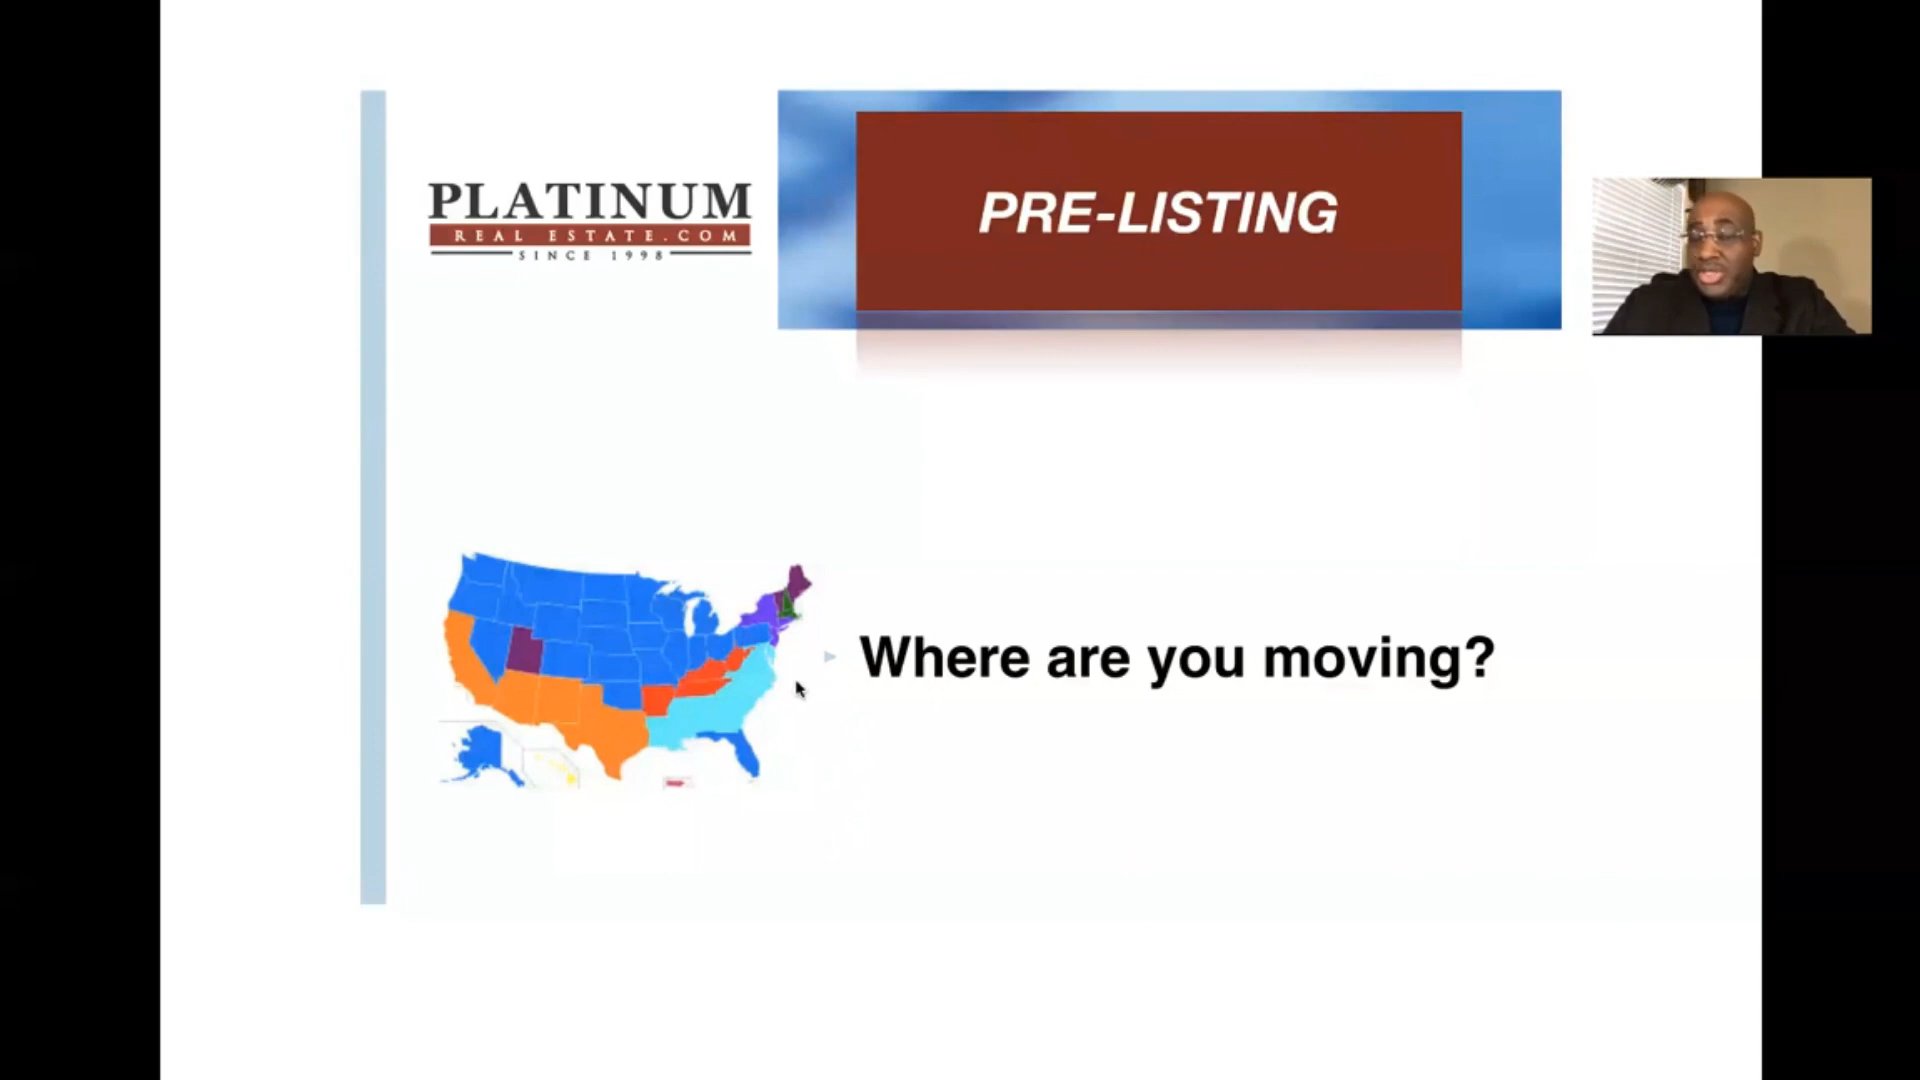 PLATINUM
REAL ESTATE.COM
SINCE 1998
PRE-LISTING
Where are you moving?